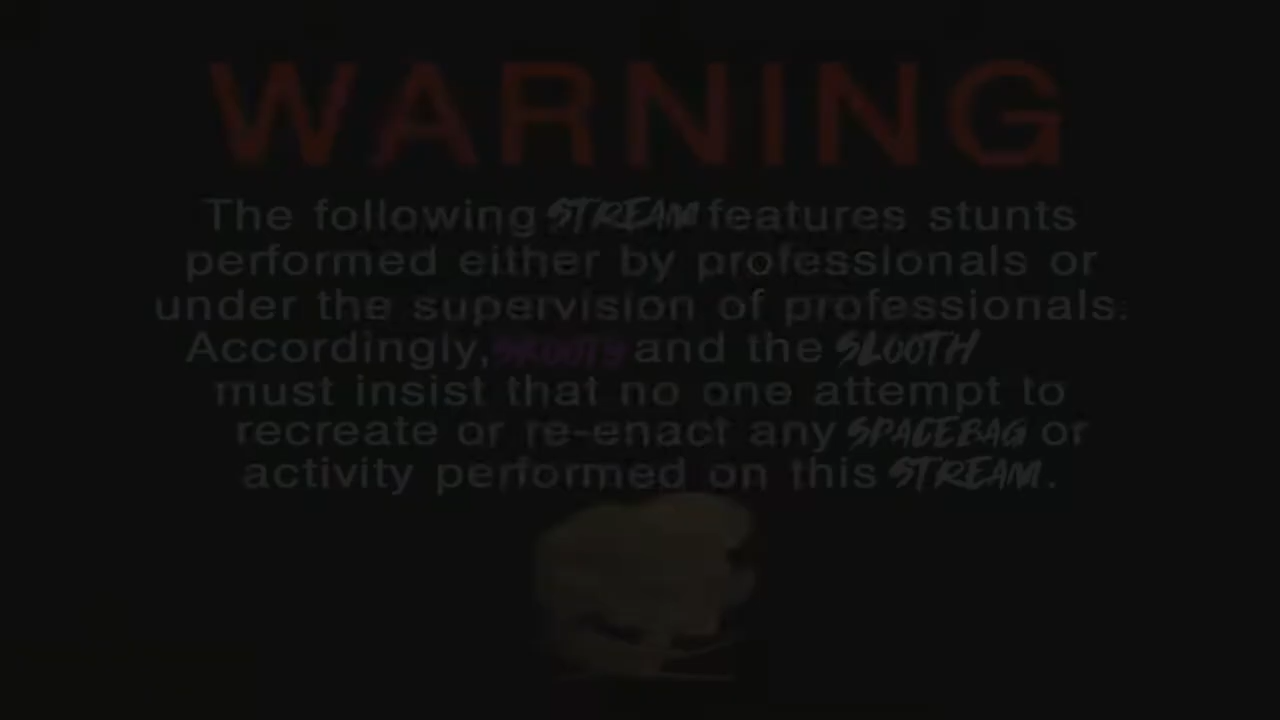 WARNING
The following STREAM features stunts
performed either by professionals or
under the supervision of professionals.
Accordingly, and the SLOOTH
must insist that no one attempt to
recreate or re-enact any SPACEBAG or
activity performed on this STREAM.